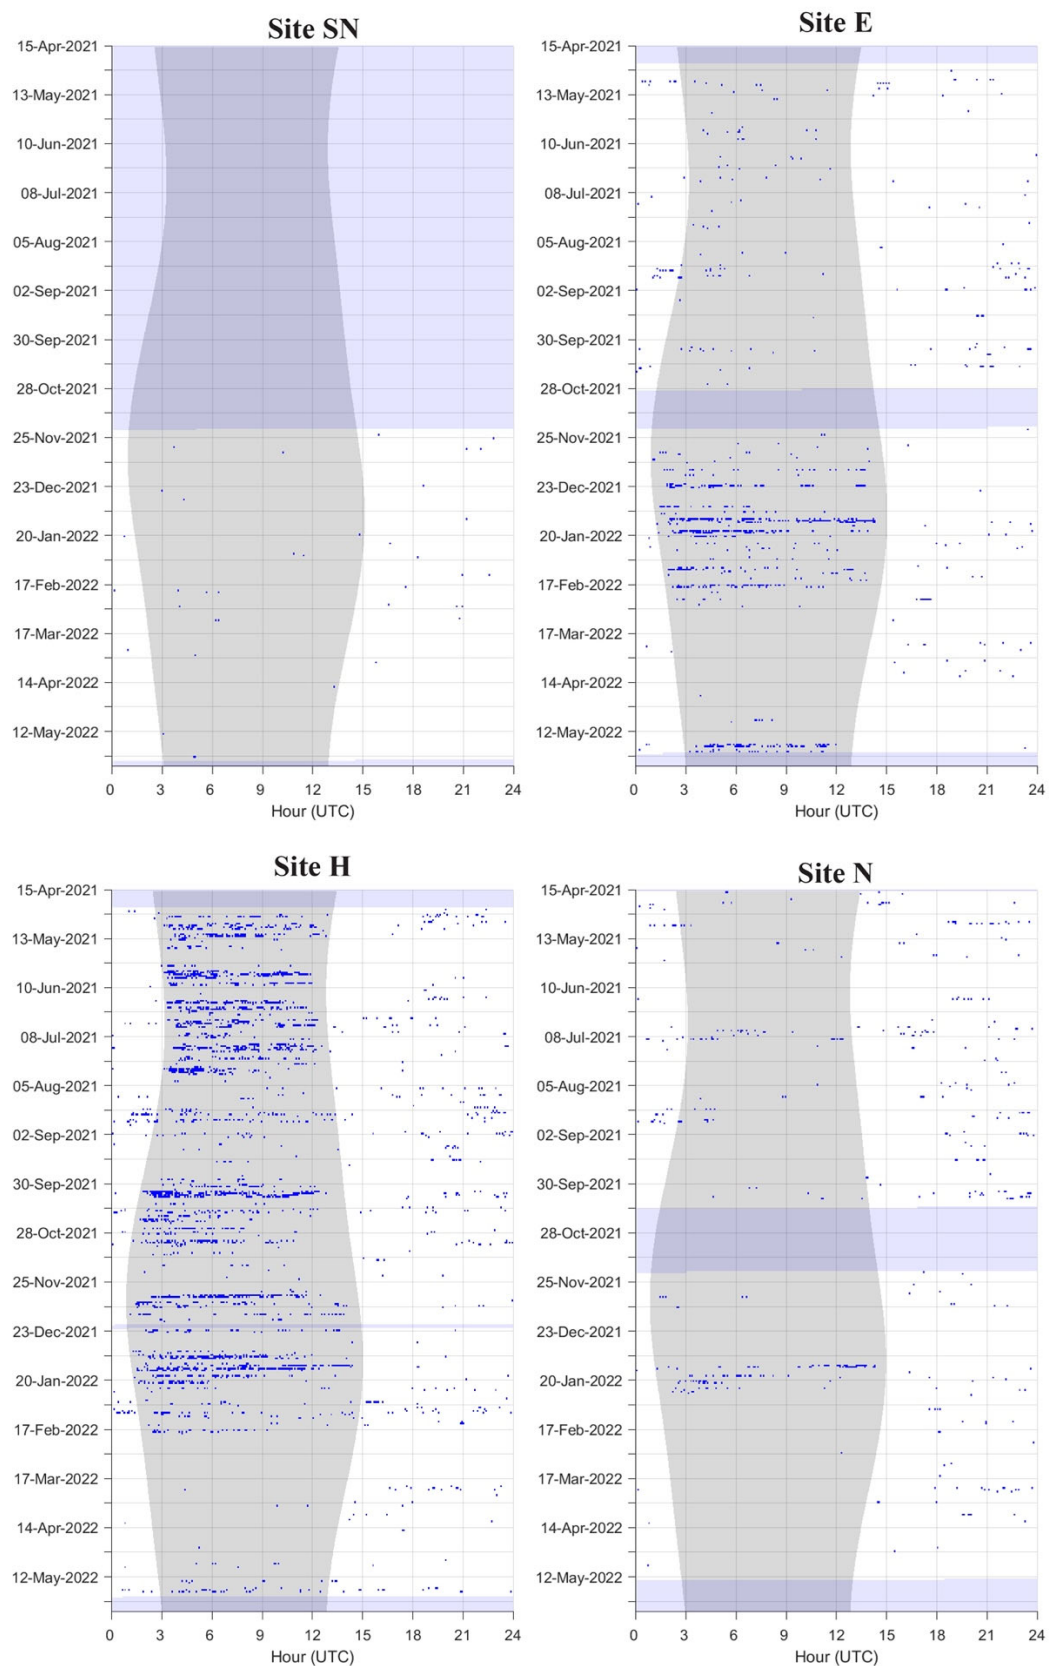 Site SN
15-Apr-2021
13-May-2021
10-Jun-2021
08-Jul-2021
05-Aug-2021
02-Sep-2021
30-Sep-2021
28-Oct-2021
25-Nov-2021
23-Dec-2021
20-Jan-2022
17-Feb-2022
17-Mar-2022
14-Apr-2022
12-May-2022
0 3 6 9 12 15 18 21 24
Hour (UTC)
Site E
15-Apr-2021
13-May-2021
10-Jun-2021
08-Jul-2021
05-Aug-2021
02-Sep-2021
30-Sep-2021
28-Oct-2021
25-Nov-2021
23-Dec-2021
20-Jan-2022
17-Feb-2022
17-Mar-2022
14-Apr-2022
12-May-2022
0 3 6 9 12 15 18 21 24
Hour (UTC)
Site H
15-Apr-2021
13-May-2021
10-Jun-2021
08-Jul-2021
05-Aug-2021
02-Sep-2021
30-Sep-2021
28-Oct-2021
25-Nov-2021
23-Dec-2021
20-Jan-2022
17-Feb-2022
17-Mar-2022
14-Apr-2022
12-May-2022
0 3 6 9 12 15 18 21 24
Hour (UTC)
Site N
15-Apr-2021
13-May-2021
10-Jun-2021
08-Jul-2021
05-Aug-2021
02-Sep-2021
30-Sep-2021
28-Oct-2021
25-Nov-2021
23-Dec-2021
20-Jan-2022
17-Feb-2022
17-Mar-2022
14-Apr-2022
12-May-2022
0 3 6 9 12 15 18 21 24
Hour (UTC)